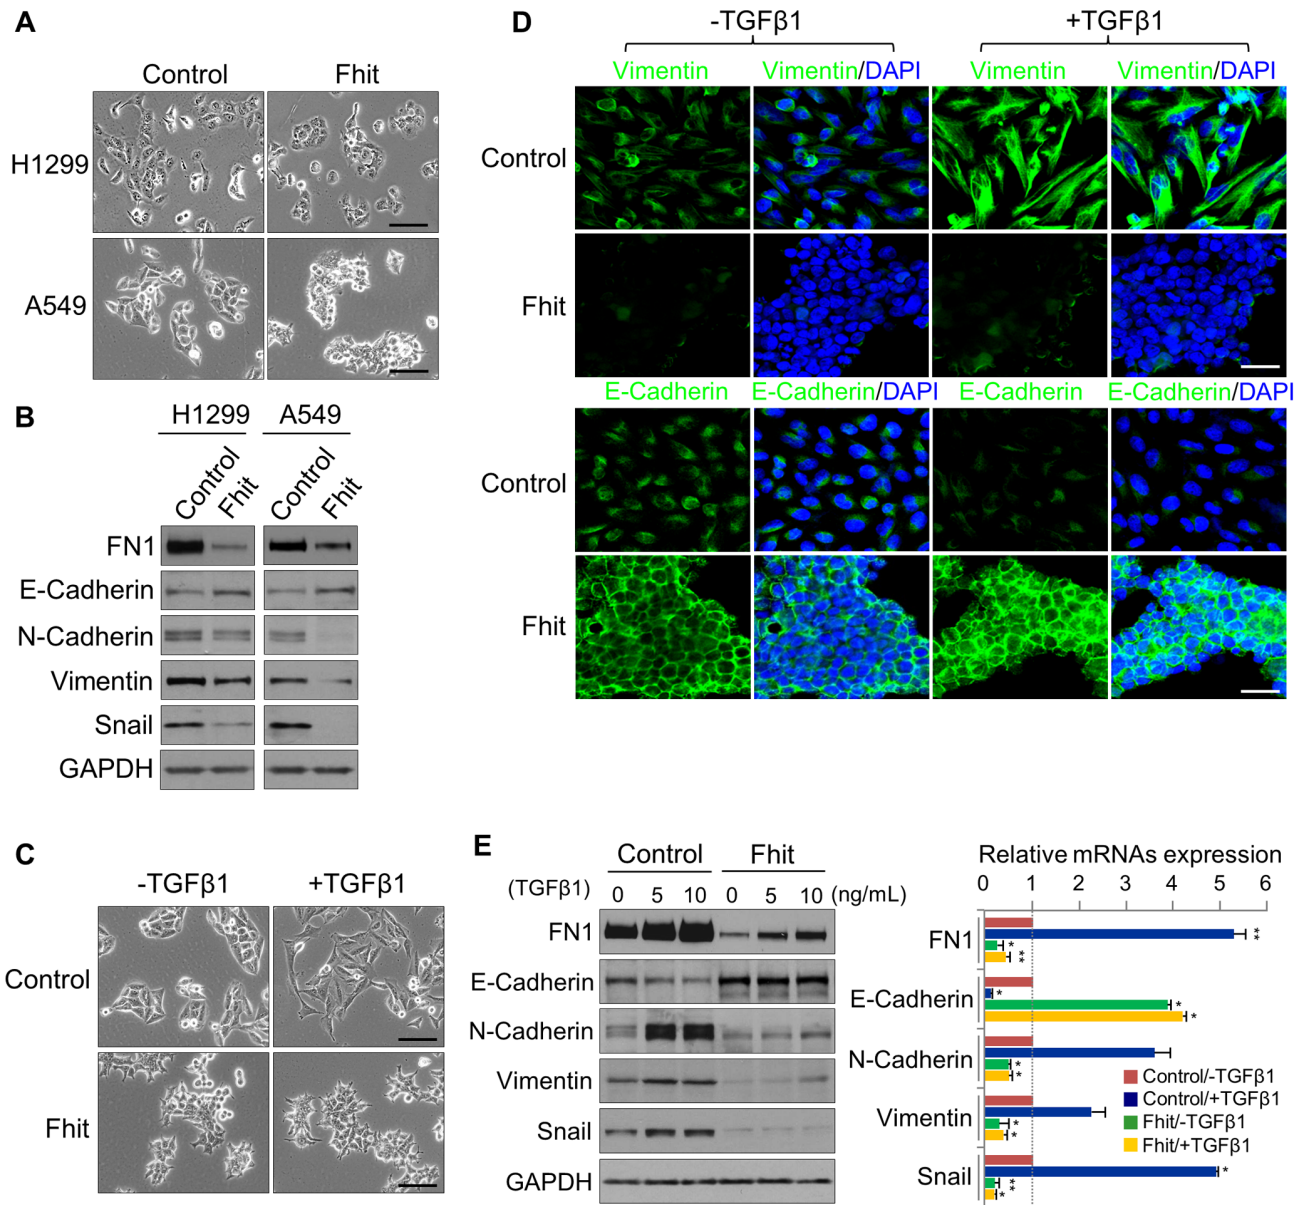 A
Control Fhit
H1299
A549
B
H1299 A549
Control Fhit Control Fhit
FN1
E-Cadherin
N-Cadherin
Vimentin
Snail
GAPDH
C
-TGFβ1 +TGFβ1
Control
Fhit
D
-TGFβ1 +TGFβ1
Vimentin Vimentin/DAPI Vimentin Vimentin/DAPI
Control
Fhit
E-Cadherin E-Cadherin/DAPI E-Cadherin E-Cadherin/DAPI
Control
Fhit
E
Control Fhit
(TGFβ1) 0 5 10 0 5 10 (ng/mL)
FN1
E-Cadherin
N-Cadherin
Vimentin
Snail
GAPDH
Relative mRNAs expression
0 1 2 3 4 5 6
FN1
**
*
**
E-Cadherin
*
*
*
N-Cadherin
*
*
Vimentin
*
*
Snail
*
**
*
Control/-TGFβ1
Control/+TGFβ1
Fhit/-TGFβ1
Fhit/+TGFβ1